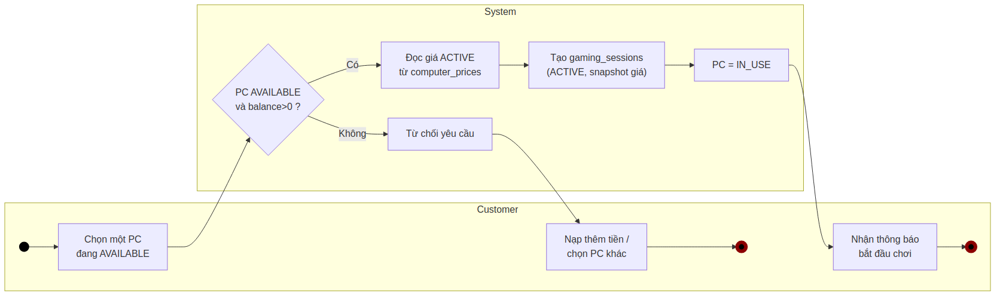 System
PC AVAILABLE
và balance>0 ?
Có
Đọc giá ACTIVE
từ computer_prices
Tạo gaming_sessions
(ACTIVE, snapshot giá)
PC = IN_USE
Không
Từ chối yêu cầu
Customer
Chọn một PC
đang AVAILABLE
Nạp thêm tiền /
chọn PC khác
Nhận thông báo
bắt đầu chơi